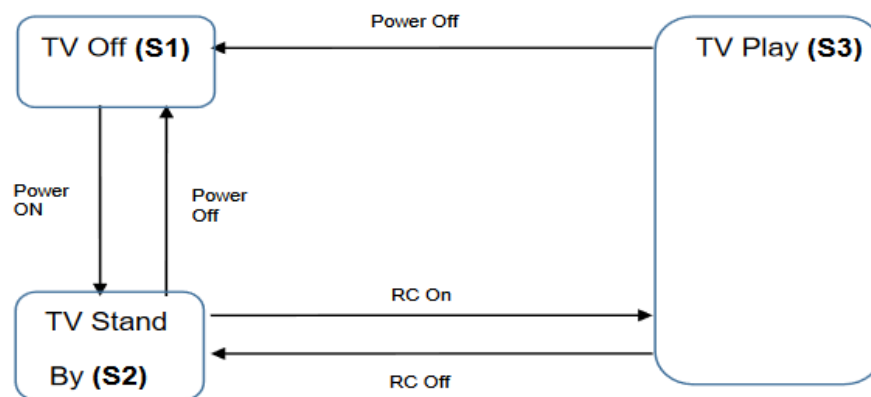 TV Off (S1)
Power Off
TV Play (S3)
Power
ON
Power
Off
TV Stand
By (S2)
RC On
RC Off